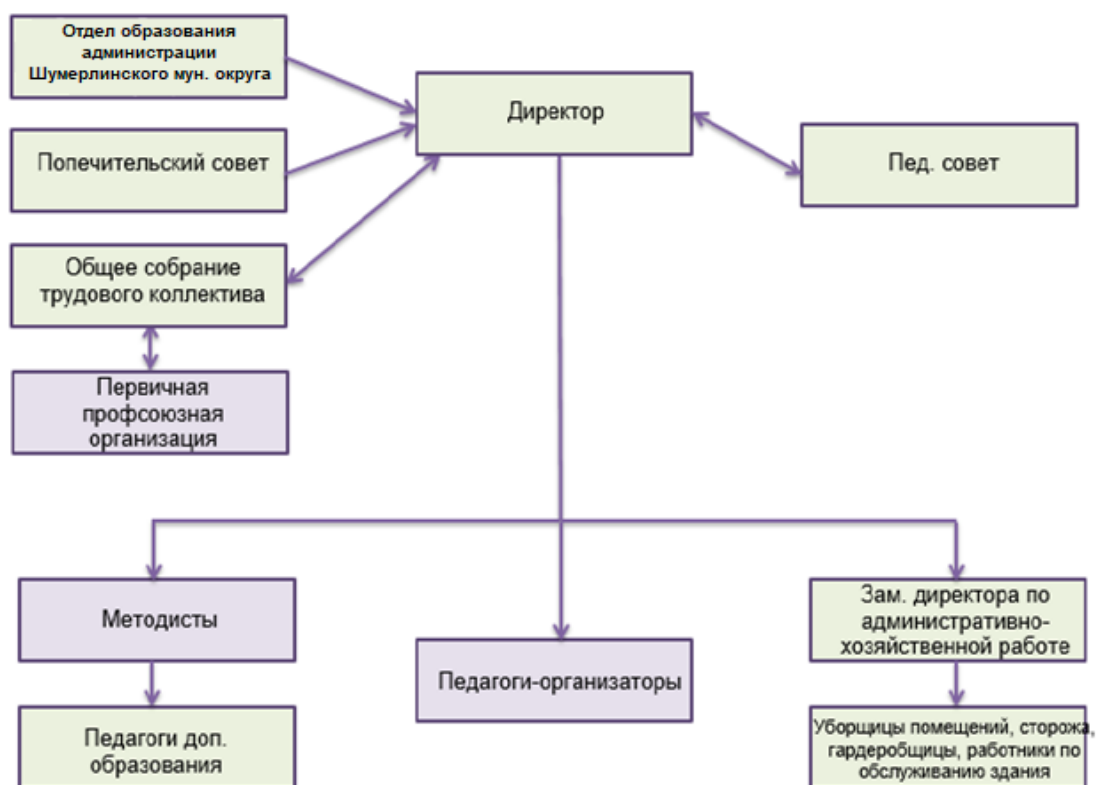 Отдел образования
администрации
Шумерлинского мун. округа
Директор
Попечительский совет
Пед. совет
Общее собрание
трудового коллектива
Первичная
профсоюзная
организация
Методисты
Педагоги-организаторы
Зам. директора по
административно-
хозяйственной работе
Педагоги доп.
образования
Уборщицы помещений, сторожа,
гардеробщицы, работники по
обслуживанию здания